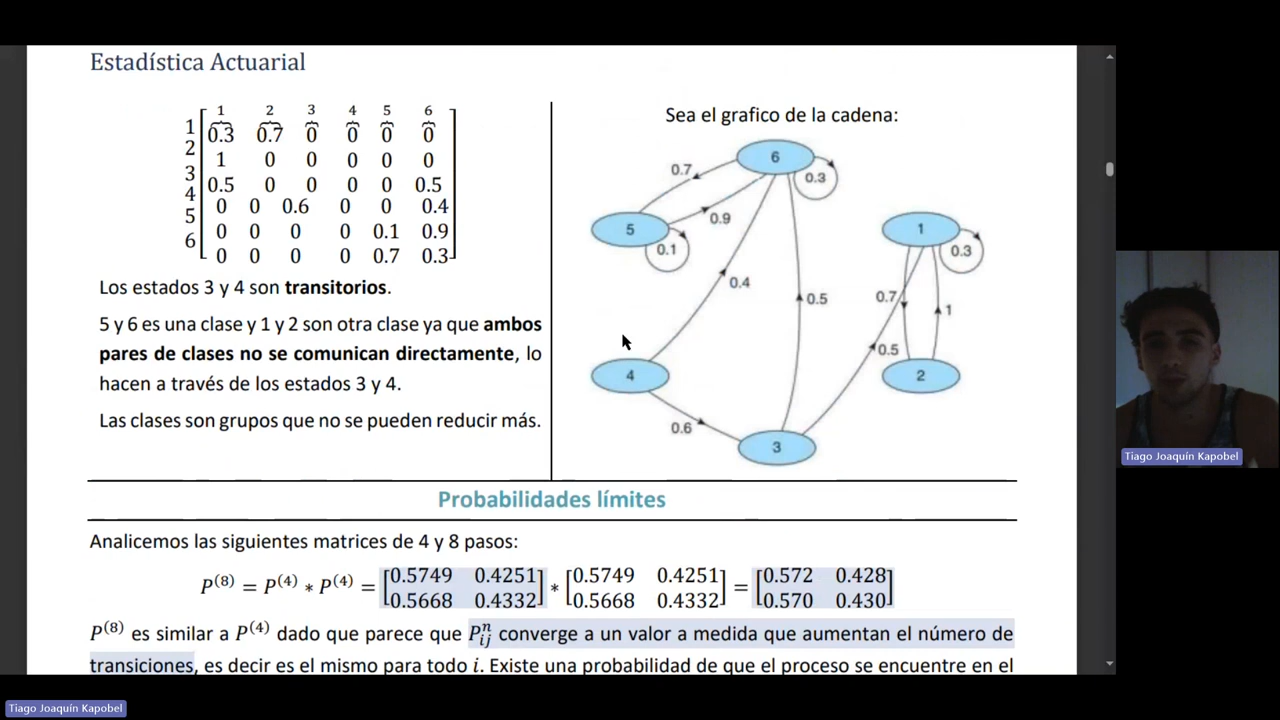 Estadística Actuarial
1 2 3 4 5 6
1 0.3 0.7 0 0 0 0
2 1 0 0 0 0 0
3 0.5 0 0 0 0 0.5
4 0 0 0.6 0 0 0.4
5 0 0 0 0 0.1 0.9
6 0 0 0 0 0.7 0.3
Los estados 3 y 4 son transitorios.
5 y 6 es una clase y 1 y 2 son otra clase ya que ambos
pares de clases no se comunican directamente, lo
hacen a través de los estados 3 y 4.
Las clases son grupos que no se pueden reducir más.
Sea el grafico de la cadena:
6
0.7
0.3
0.9
5
1
0.1
0.3
0.4
0.5
0.7
1
0.5
4
2
0.6
3
Tiago Joaquín Kapobel
Probabilidades límites
Analicemos las siguientes matrices de 4 y 8 pasos:
P^(8) = P^(4) * P^(4) = [0.5749 0.4251] * [0.5749 0.4251] = [0.572 0.428]
[0.5668 0.4332] [0.5668 0.4332] [0.570 0.430]
P^(8) es similar a P^(4) dado que parece que P_ij^n converge a un valor a medida que aumentan el número de
transiciones, es decir es el mismo para todo i. Existe una probabilidad de que el proceso se encuentre en el
Tiago Joaquín Kapobel